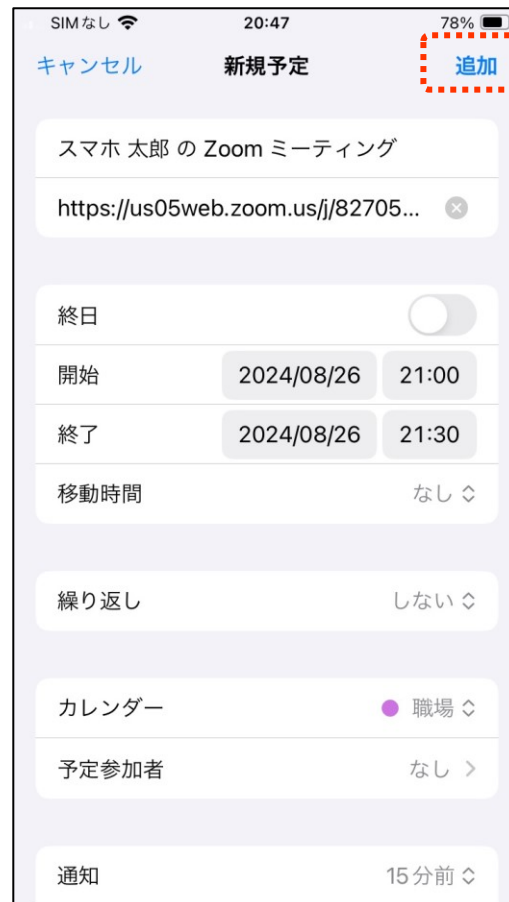 SIMなし 20:47 78%
キャンセル 新規予定 追加
スマホ 太郎 の Zoom ミーティング
https://us05web.zoom.us/j/82705...
終日
開始 2024/08/26 21:00
終了 2024/08/26 21:30
移動時間 なし
繰り返し しない
カレンダー 職場
予定参加者 なし
通知 15分前